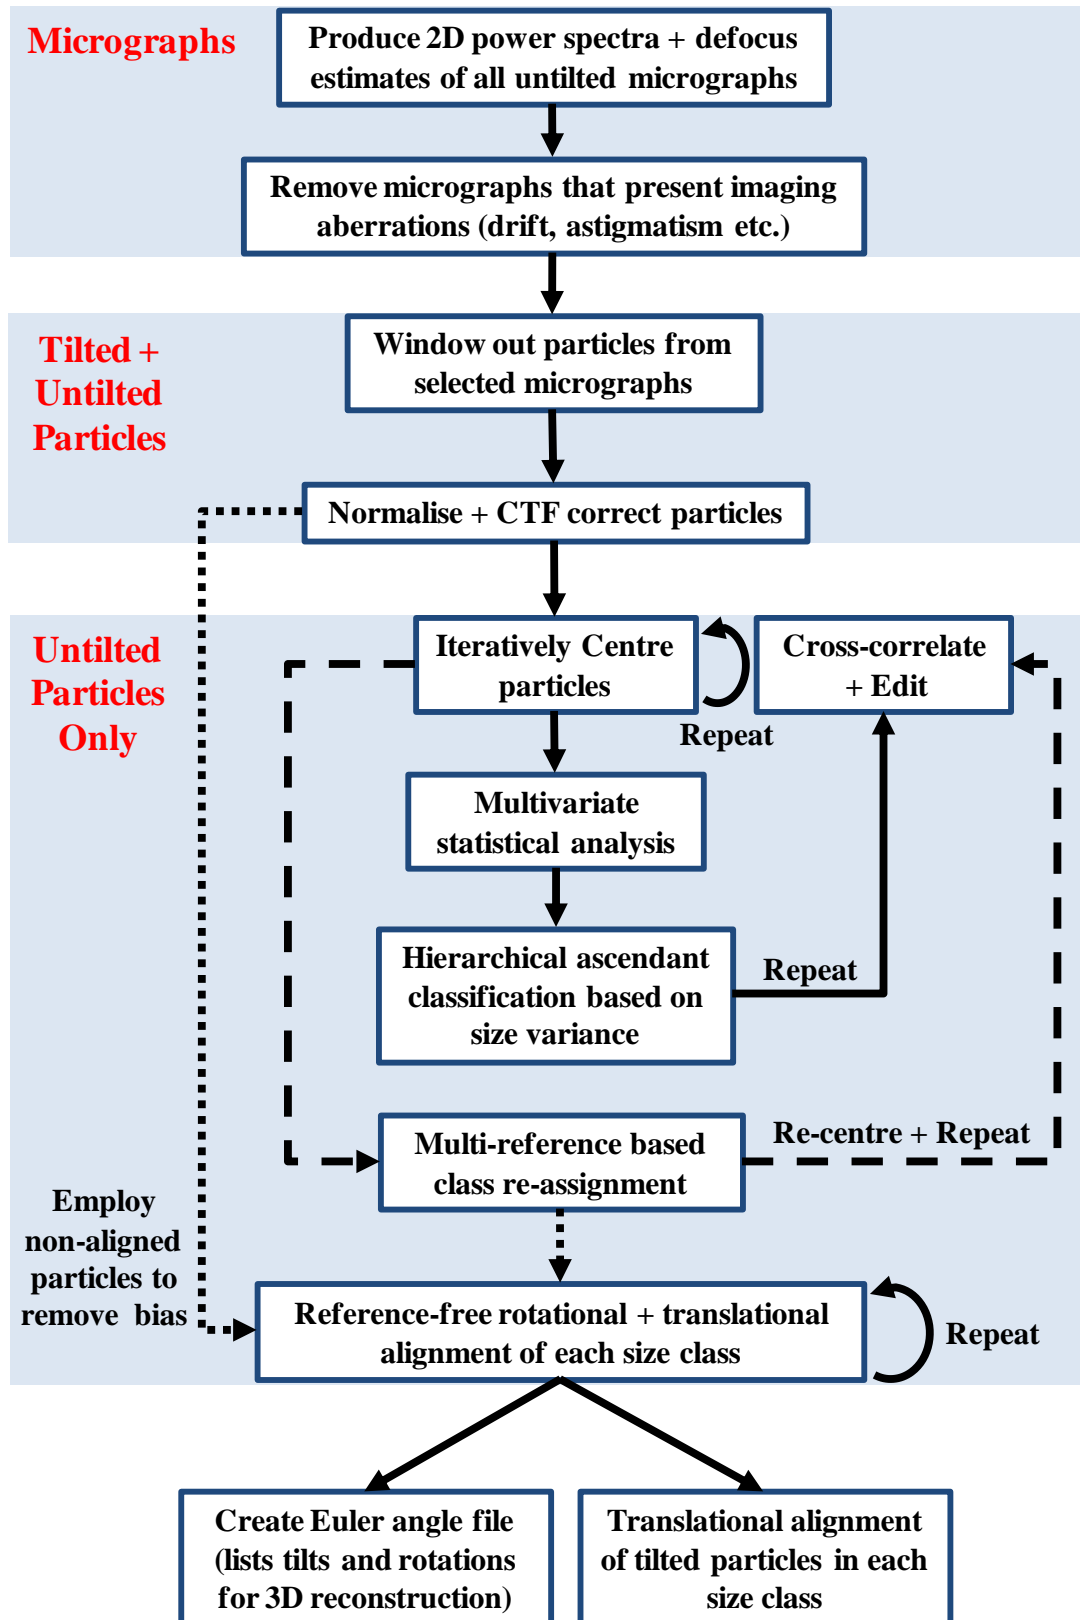 Micrographs
Produce 2D power spectra + defocus
estimates of all untilted micrographs
Remove micrographs that present imaging
aberrations (drift, astigmatism etc.)
Tilted +
Untilted
Particles
Window out particles from
selected micrographs
Normalise + CTF correct particles
Untilted
Particles
Only
Iteratively Centre
particles
Repeat
Cross-correlate
+ Edit
Multivariate
statistical analysis
Hierarchical ascendant
classification based on
size variance
Repeat
Multi-reference based
class re-assignment
Re-centre + Repeat
Employ
non-aligned
particles to
remove bias
Reference-free rotational + translational
alignment of each size class
Repeat
Create Euler angle file
(lists tilts and rotations
for 3D reconstruction)
Translational alignment
of tilted particles in each
size class